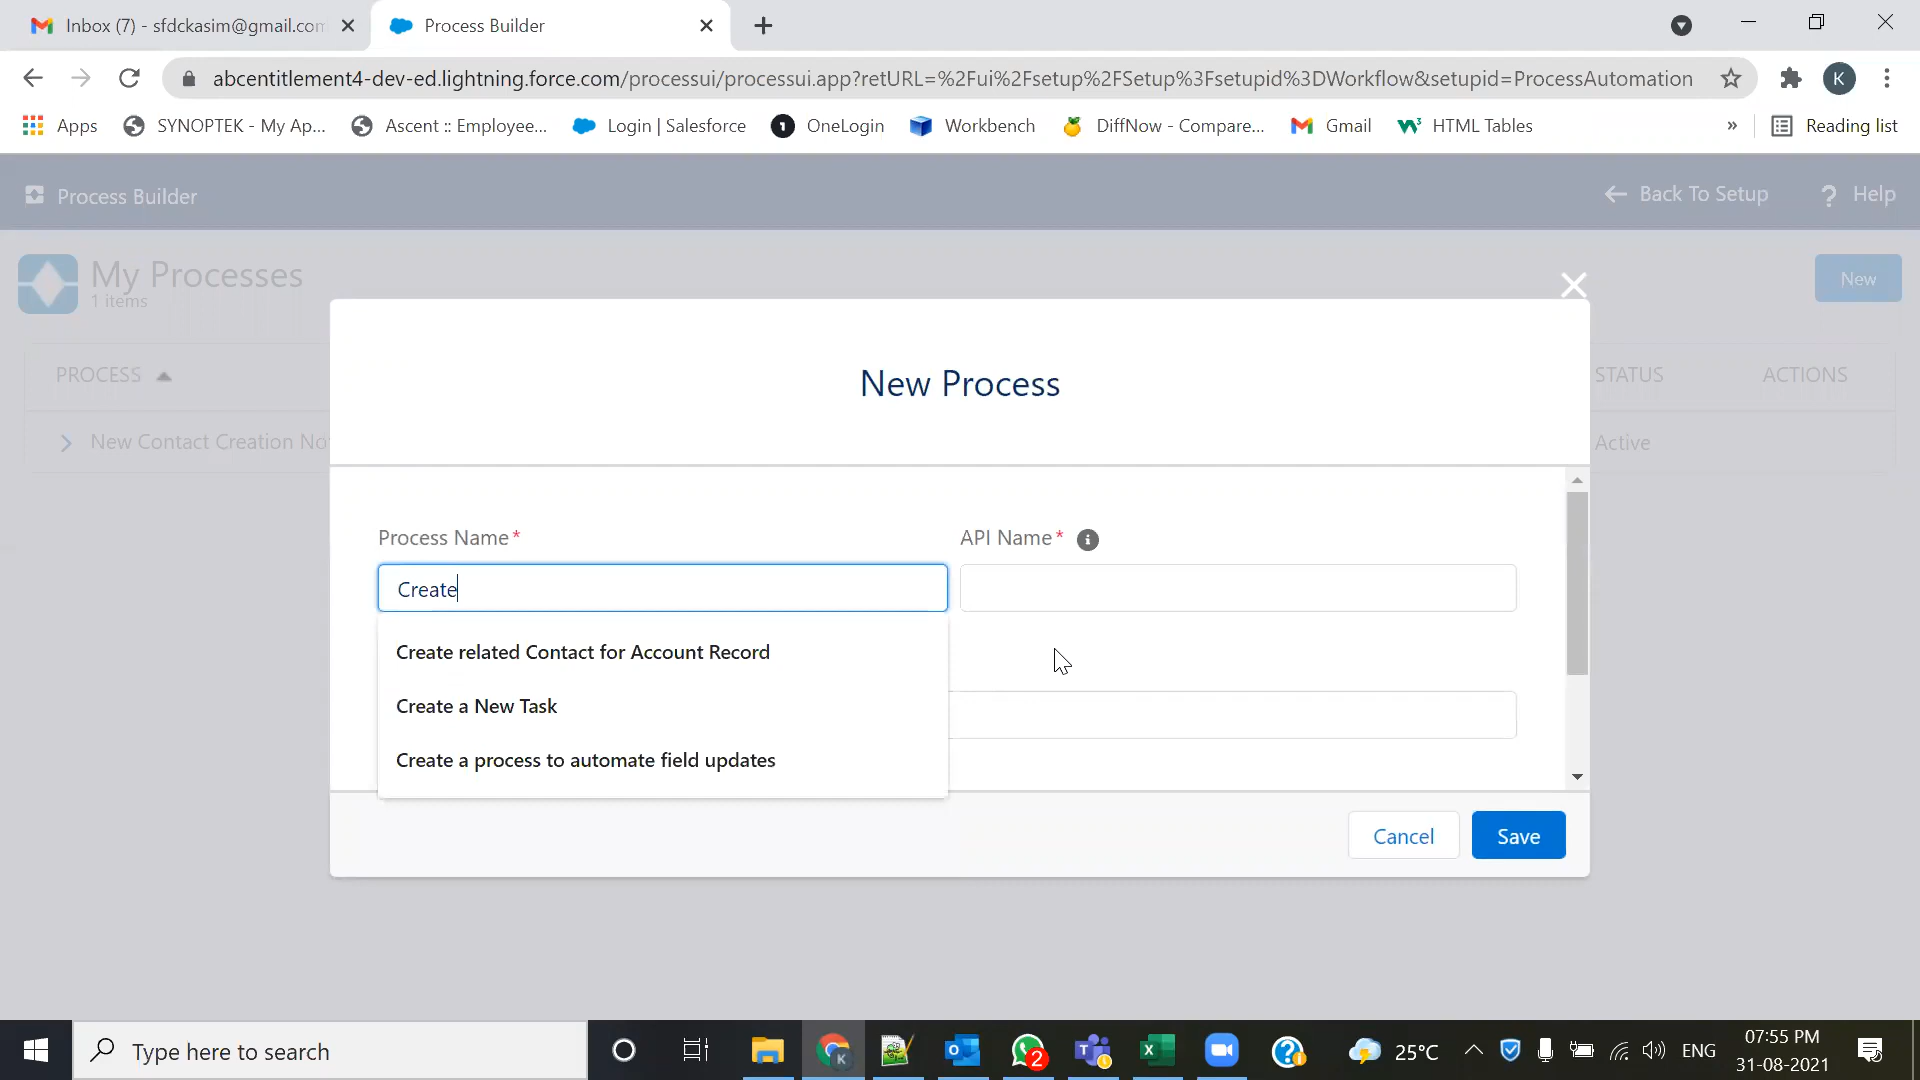 Inbox (7) - sfdckasim@gmail.com
Process Builder
abcentitlement4-dev-ed.lightning.force.com/processui/processui.app?retURL=%2Fui%2Fsetup%2FSetup%3Fsetupid%3DWorkflow&setupid=ProcessAutomation
K
Apps
SYNOPTEK - My Ap...
Ascent :: Employee...
Login | Salesforce
OneLogin
Workbench
DiffNow - Compare...
Gmail
HTML Tables
»
Reading list
Process Builder
Back To Setup
? Help
My Processes
1 items
New
New Process
PROCESS
STATUS
ACTIONS
New Contact Creation No
Active
Process Name*
API Name*
Create
Create related Contact for Account Record
Create a New Task
Create a process to automate field updates
Cancel
Save
Type here to search
2
25°C
ENG
07:55 PM
31-08-2021